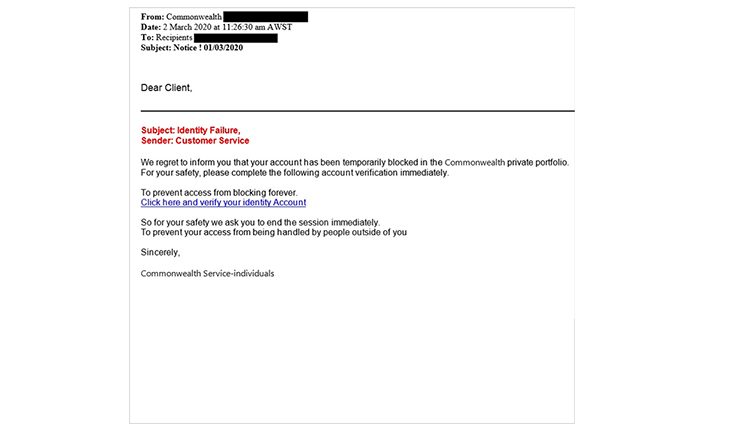 From: Commonwealth
Date: 2 March 2020 at 11:26:30 am AWST
To: Recipients
Subject: Notice ! 01/03/2020
Dear Client,
Subject: Identity Failure,
Sender: Customer Service
We regret to inform you that your account has been temporarily blocked in the Commonwealth private portfolio.
For your safety, please complete the following account verification immediately.
To prevent access from blocking forever.
Click here and verify your identity Account
So for your safety we ask you to end the session immediately.
To prevent your access from being handled by people outside of you
Sincerely,
Commonwealth Service-individuals